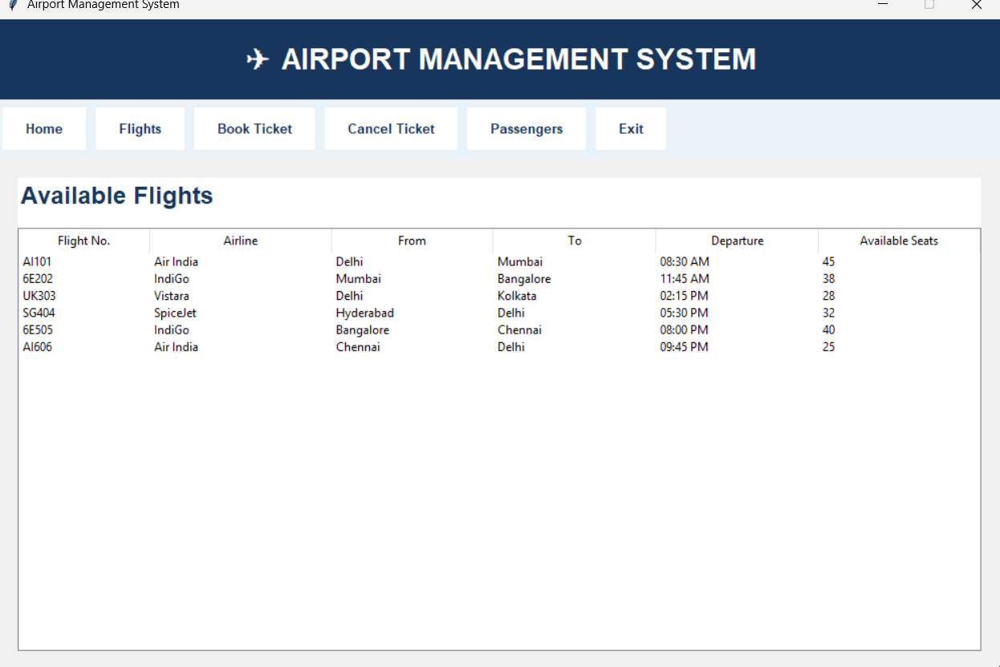 Airport Management System
✈ AIRPORT MANAGEMENT SYSTEM
Home Flights Book Ticket Cancel Ticket Passengers Exit
Available Flights
Flight No. Airline From To Departure Available Seats
AI101 Air India Delhi Mumbai 08:30 AM 45
6E202 IndiGo Mumbai Bangalore 11:45 AM 38
UK303 Vistara Delhi Kolkata 02:15 PM 28
SG404 SpiceJet Hyderabad Delhi 05:30 PM 32
6E505 IndiGo Bangalore Chennai 08:00 PM 40
AI606 Air India Chennai Delhi 09:45 PM 25